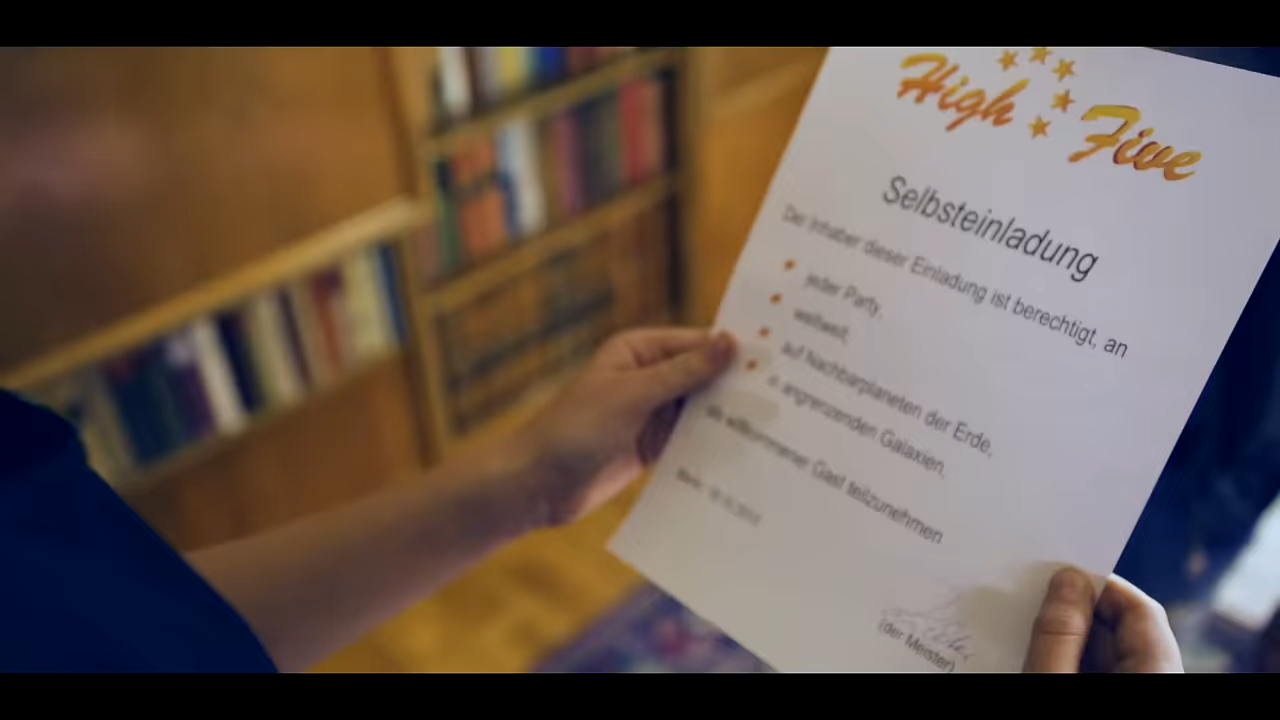 High Five
Selbsteinladung
Der Inhaber dieser Einladung ist berechtigt, an
jeder Party,
weltweit,
auf Nachbarplaneten der Erde,
angrenzenden Galaxien,
als willkommener Gast teilzunehmen
(der Meister)